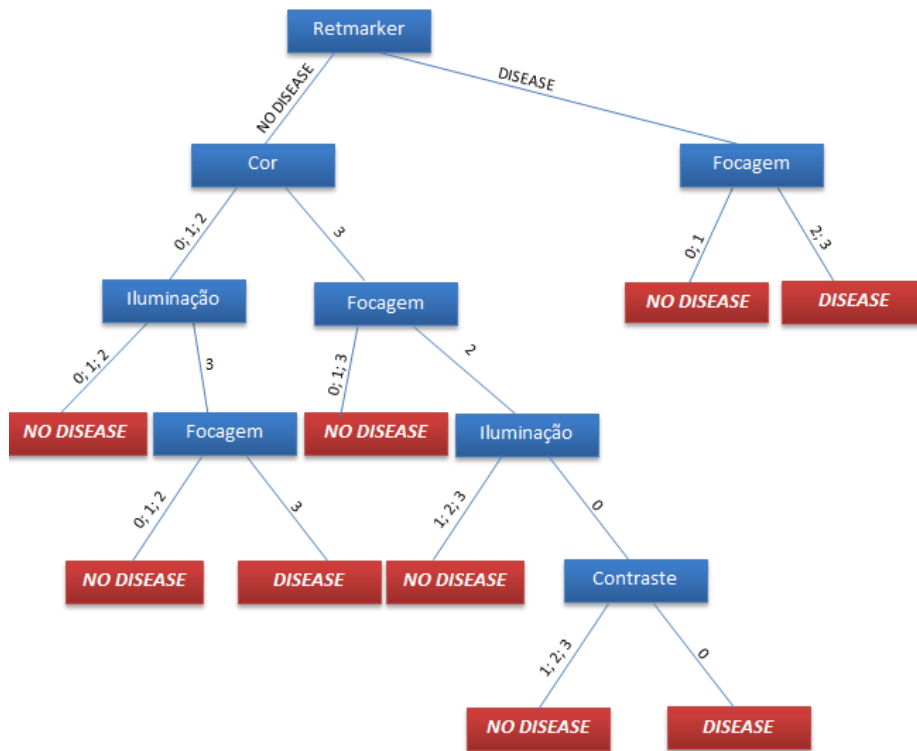 Retmarker
NO DISEASE
DISEASE
Cor
Focagem
0; 1; 2
3
0; 1
2; 3
Iluminação
Focagem
NO DISEASE
DISEASE
0; 1; 2
3
0; 1; 3
2
NO DISEASE
Focagem
NO DISEASE
Iluminação
0; 1; 2
3
1; 2; 3
0
NO DISEASE
DISEASE
NO DISEASE
Contraste
1; 2; 3
0
NO DISEASE
DISEASE